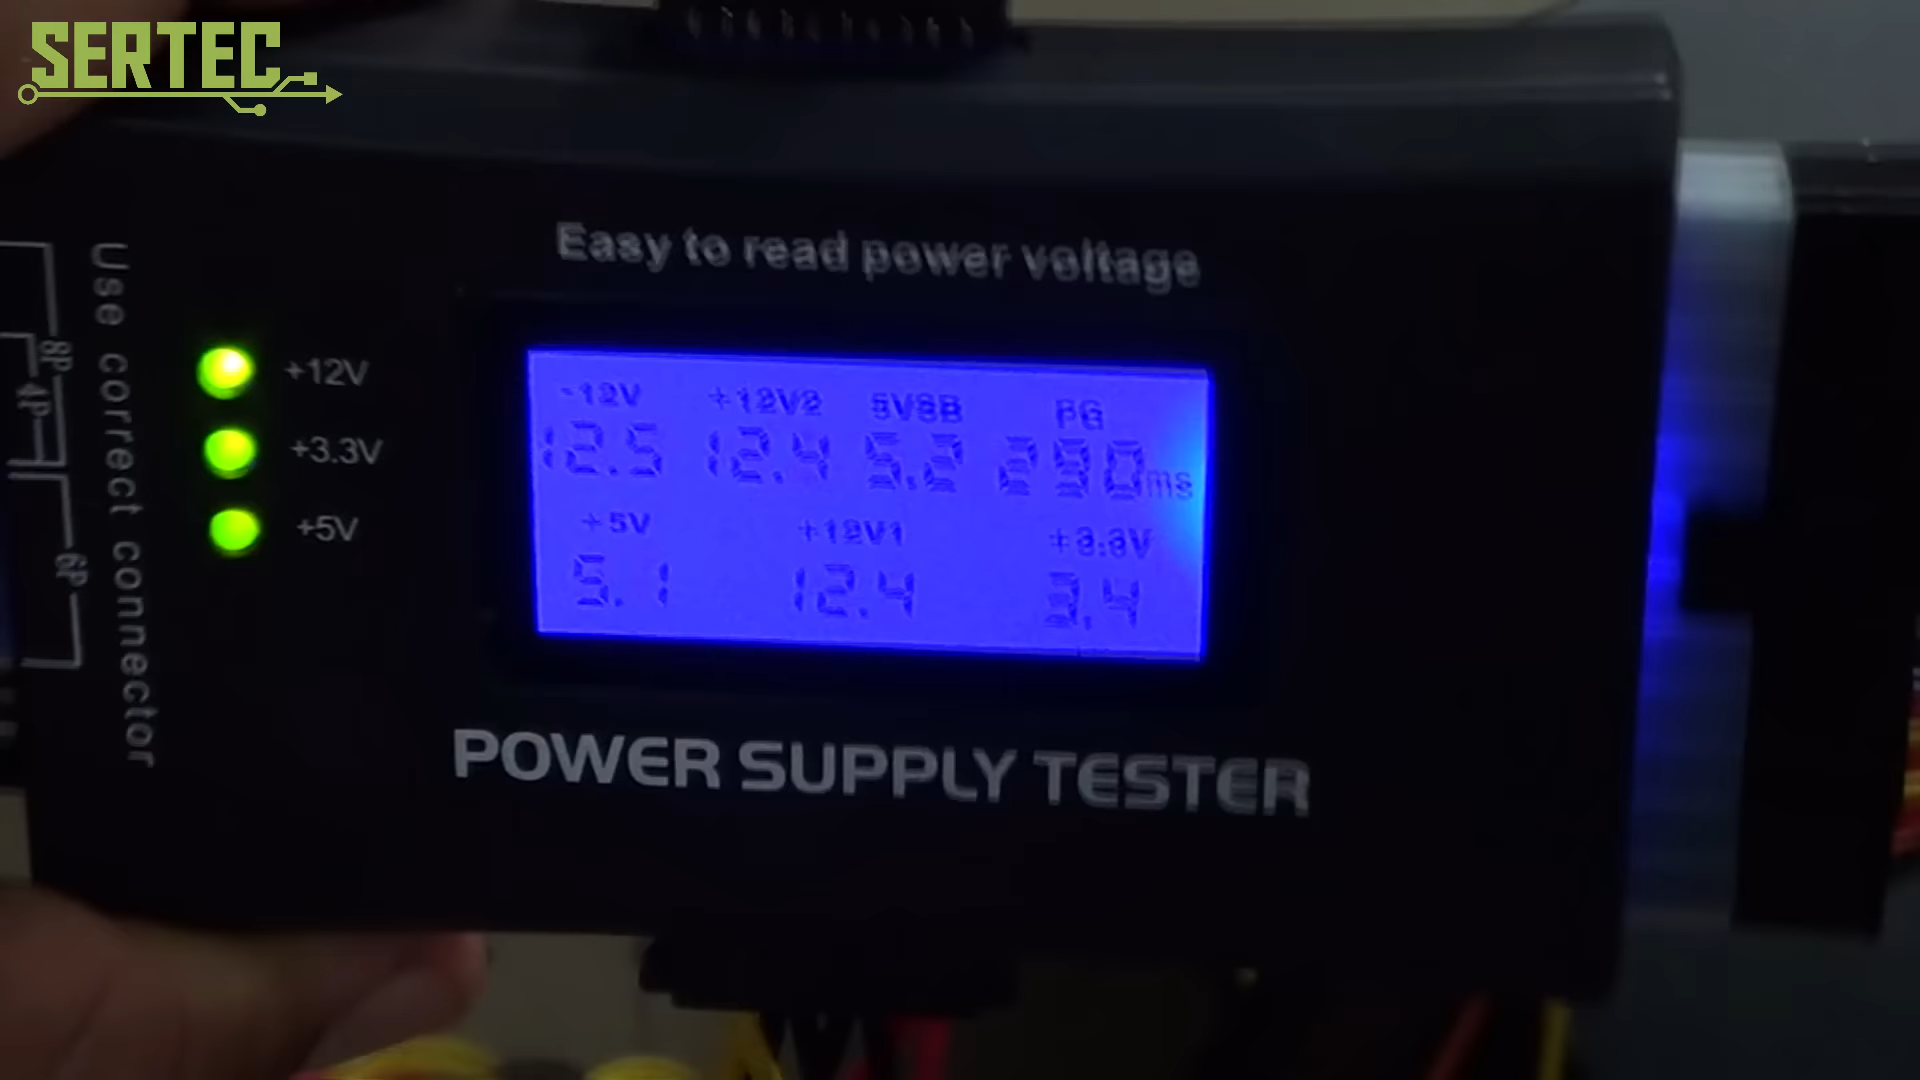 SERTEC
Easy to read power voltage
Use correct connector
8P
4P
6P
+12V
+3.3V
+5V
-12V +12V2 5VSB PG
12.5 12.4 5.2 290ms
+5V +12V1 +3.3V
5.1 12.4 3.4
POWER SUPPLY TESTER